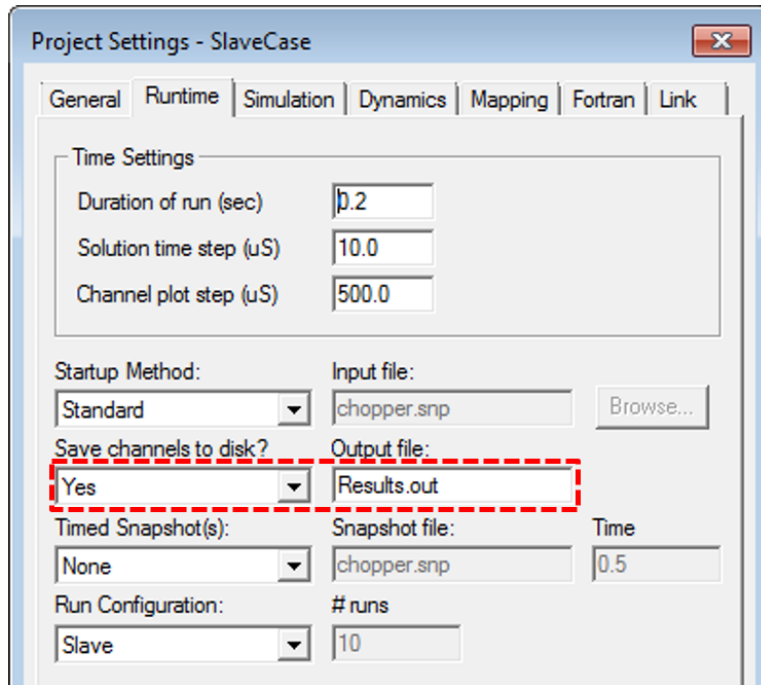 Project Settings - SlaveCase
General Runtime Simulation Dynamics Mapping Fortran Link
Time Settings
Duration of run (sec) 0.2
Solution time step (uS) 10.0
Channel plot step (uS) 500.0
Startup Method: Input file:
Standard chopper.snp Browse...
Save channels to disk? Output file:
Yes Results.out
Timed Snapshot(s): Snapshot file: Time
None chopper.snp 0.5
Run Configuration: # runs
Slave 10